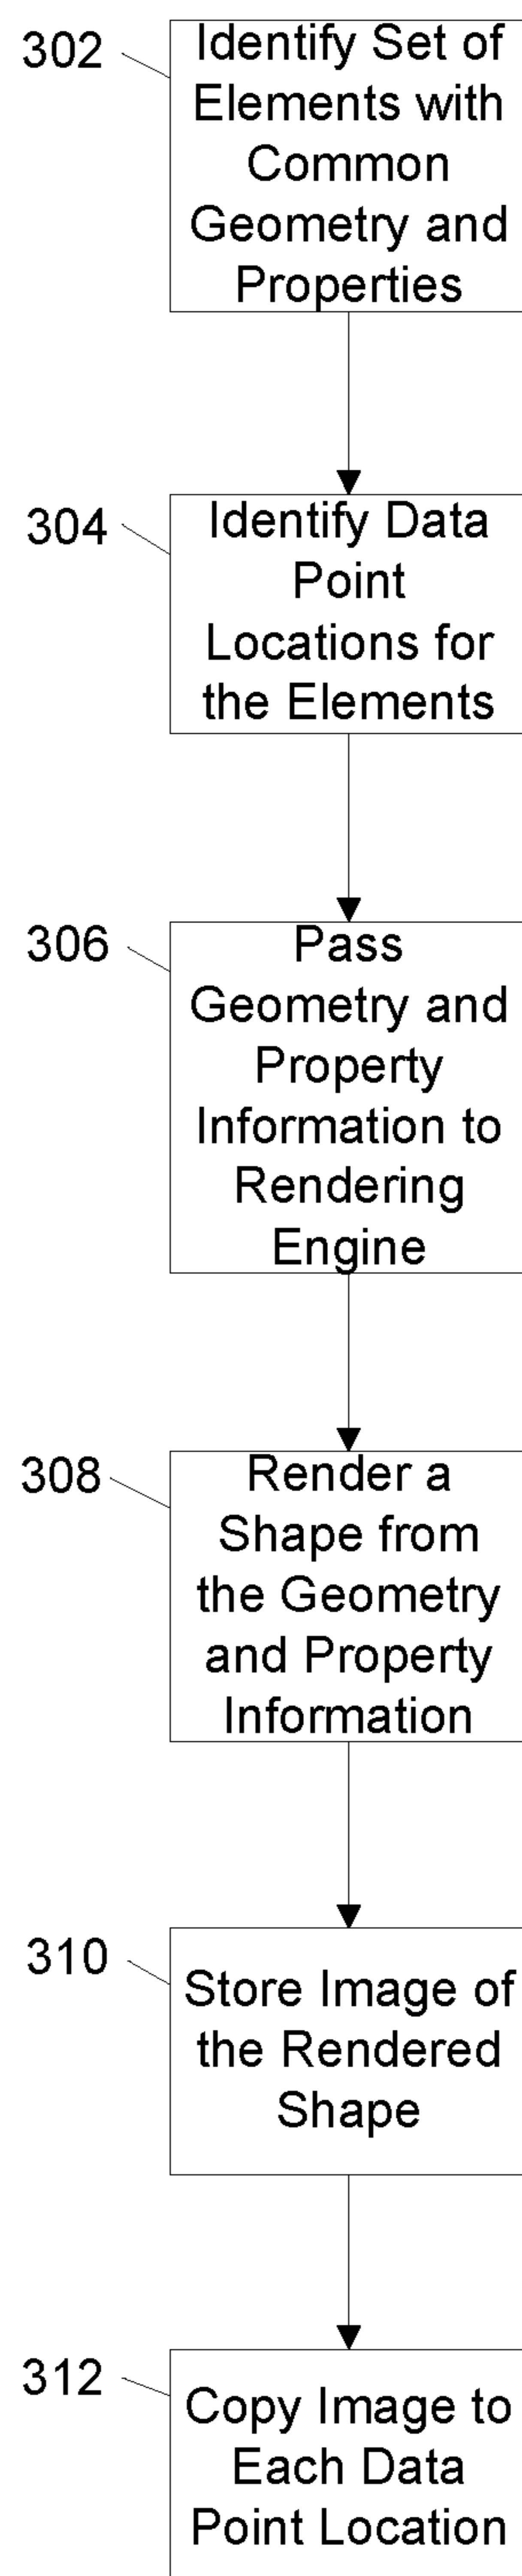 302
Identify Set of
Elements with
Common
Geometry and
Properties
304
Identify Data
Point
Locations for
the Elements
306
Pass
Geometry and
Property
Information to
Rendering
Engine
308
Render a
Shape from
the Geometry
and Property
Information
310
Store Image of
the Rendered
Shape
312
Copy Image to
Each Data
Point Location